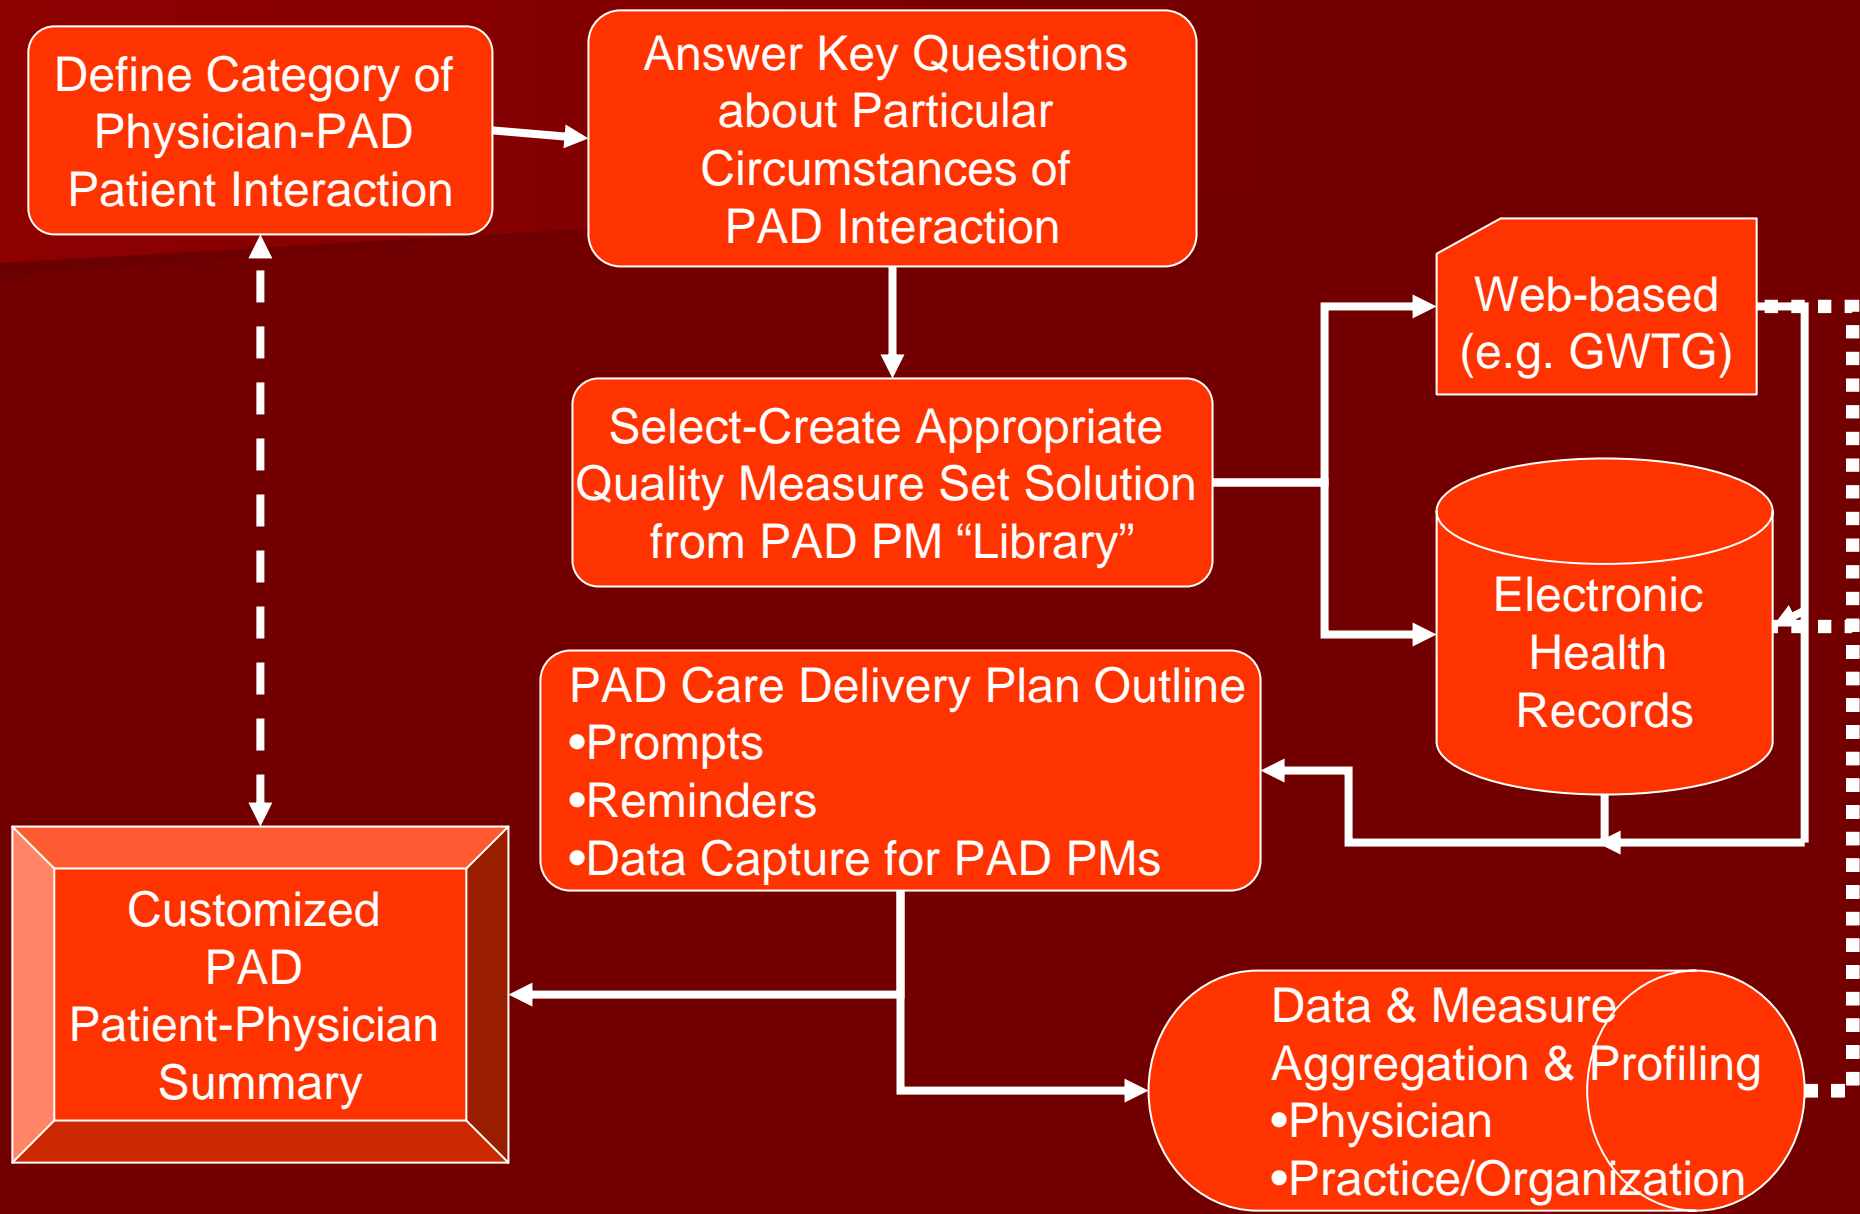 Define Category of
Physician-PAD
Patient Interaction
Answer Key Questions
about Particular
Circumstances of
PAD Interaction
Select-Create Appropriate
Quality Measure Set Solution
from PAD PM “Library”
Web-based
(e.g. GWTG)
Electronic
Health
Records
PAD Care Delivery Plan Outline
•Prompts
•Reminders
•Data Capture for PAD PMs
Customized
PAD
Patient-Physician
Summary
Data & Measure
Aggregation & Profiling
•Physician
•Practice/Organization